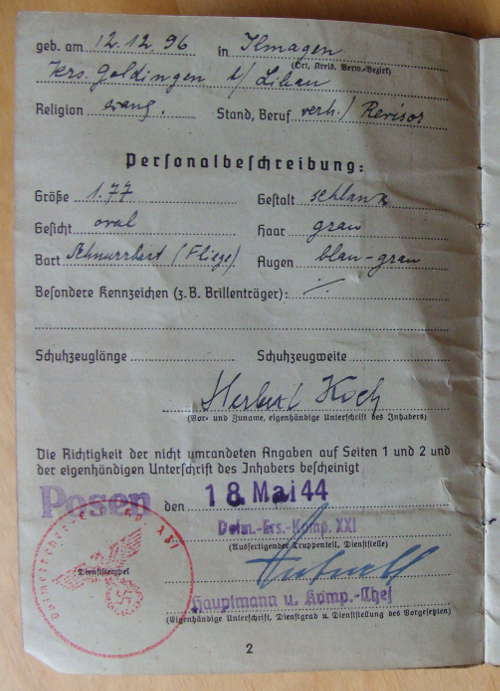 geb. am 12.12.96 in Ilmagen
(Ort, Kreis, Verw.-Bezirk)
Krs. Goldingen b/ Libau
Religion evang. Stand, Beruf verh./ Revisor
Personalbeschreibung:
Größe 1.77 Gestalt schlank
Gesicht oval Haar grau
Bart Schnurrbart (Fliege) Augen blau-grau
Besondere Kennzeichen (z.B. Brillenträger): ./.
Schuhzeuglänge Schuhzeugweite
Herbert Koch
(Vor- und Zuname, eigenhändige Unterschrift des Inhabers)
Die Richtigkeit der nicht umrandeten Angaben auf Seiten 1 und 2 und
der eigenhändigen Unterschrift des Inhabers bescheinigt
Posen den 18. Mai 44
Dolm.-Ers.-Komp. XXI
(Ausfertigender Truppenteil, Dienststelle)
Dienststempel
Hauptmann u. Komp.-Chef
(Eigenhändige Unterschrift, Dienstgrad u. Dienststellung des Vorgesetzten)
2